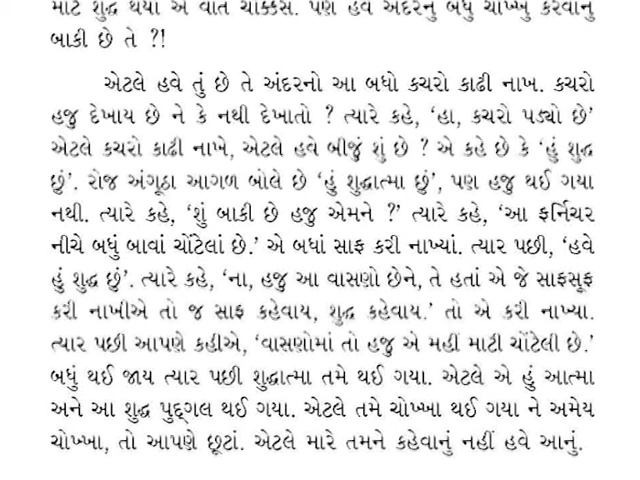 માટે શુદ્ધ થયા એ વાત ચોક્કસ. પણ હવે અંદરનું બધું ચોખ્ખું કરવાનું
બાકી છે તે ?!
એટલે હવે તું છે તે અંદરનો આ બધો કચરો કાઢી નાખ. કચરો
હજુ દેખાય છે ને કે નથી દેખાતો ? ત્યારે કહે, ‘હા, કચરો પડ્યો છે’
એટલે કચરો કાઢી નાખે, એટલે હવે બીજું શું છે ? એ કહે છે કે ‘હું શુદ્ધ
છું’. રોજ અંગૂઠા આગળ બોલે છે ‘હું શુદ્ધાત્મા છું’, પણ હજુ થઈ ગયા
નથી. ત્યારે કહે, ‘શું બાકી છે હજુ એમને ?’ ત્યારે કહે, ‘આ ફર્નિચર
નીચે બધું બાવાં ચોંટેલાં છે.’ એ બધાં સાફ કરી નાખ્યાં. ત્યાર પછી, ‘હવે
હું શુદ્ધ છું’. ત્યારે કહે, ‘ના, હજુ આ વાસણો છેને, તે હતાં એ જે સાફસૂફ
કરી નાખીએ તો જ સાફ કહેવાય, શુદ્ધ કહેવાય.’ તો એ કરી નાખ્યા.
ત્યાર પછી આપણે કહીએ, ‘વાસણોમાં તો હજુ એ મહીં માટી ચોંટેલી છે.’
બધું થઈ જાય ત્યાર પછી શુદ્ધાત્મા તમે થઈ ગયા. એટલે એ હું આત્મા
અને આ શુદ્ધ પુદ્ગલ થઈ ગયા. એટલે તમે ચોખ્ખા થઈ ગયા ને અમેય
ચોખ્ખા, તો આપણે છૂટાં. એટલે મારે તમને કહેવાનું નહીં હવે આનું.